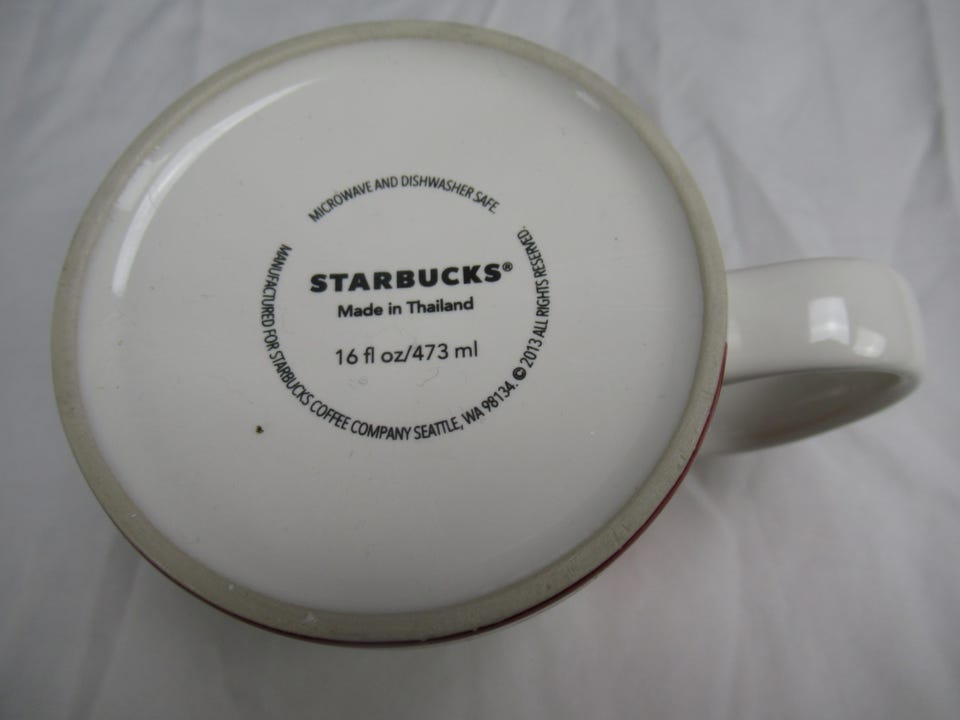 MICROWAVE AND DISHWASHER SAFE.
STARBUCKS®
Made in Thailand
16 fl oz/473 ml
MANUFACTURED FOR STARBUCKS COFFEE COMPANY SEATTLE, WA 98134. © 2013 ALL RIGHTS RESERVED.